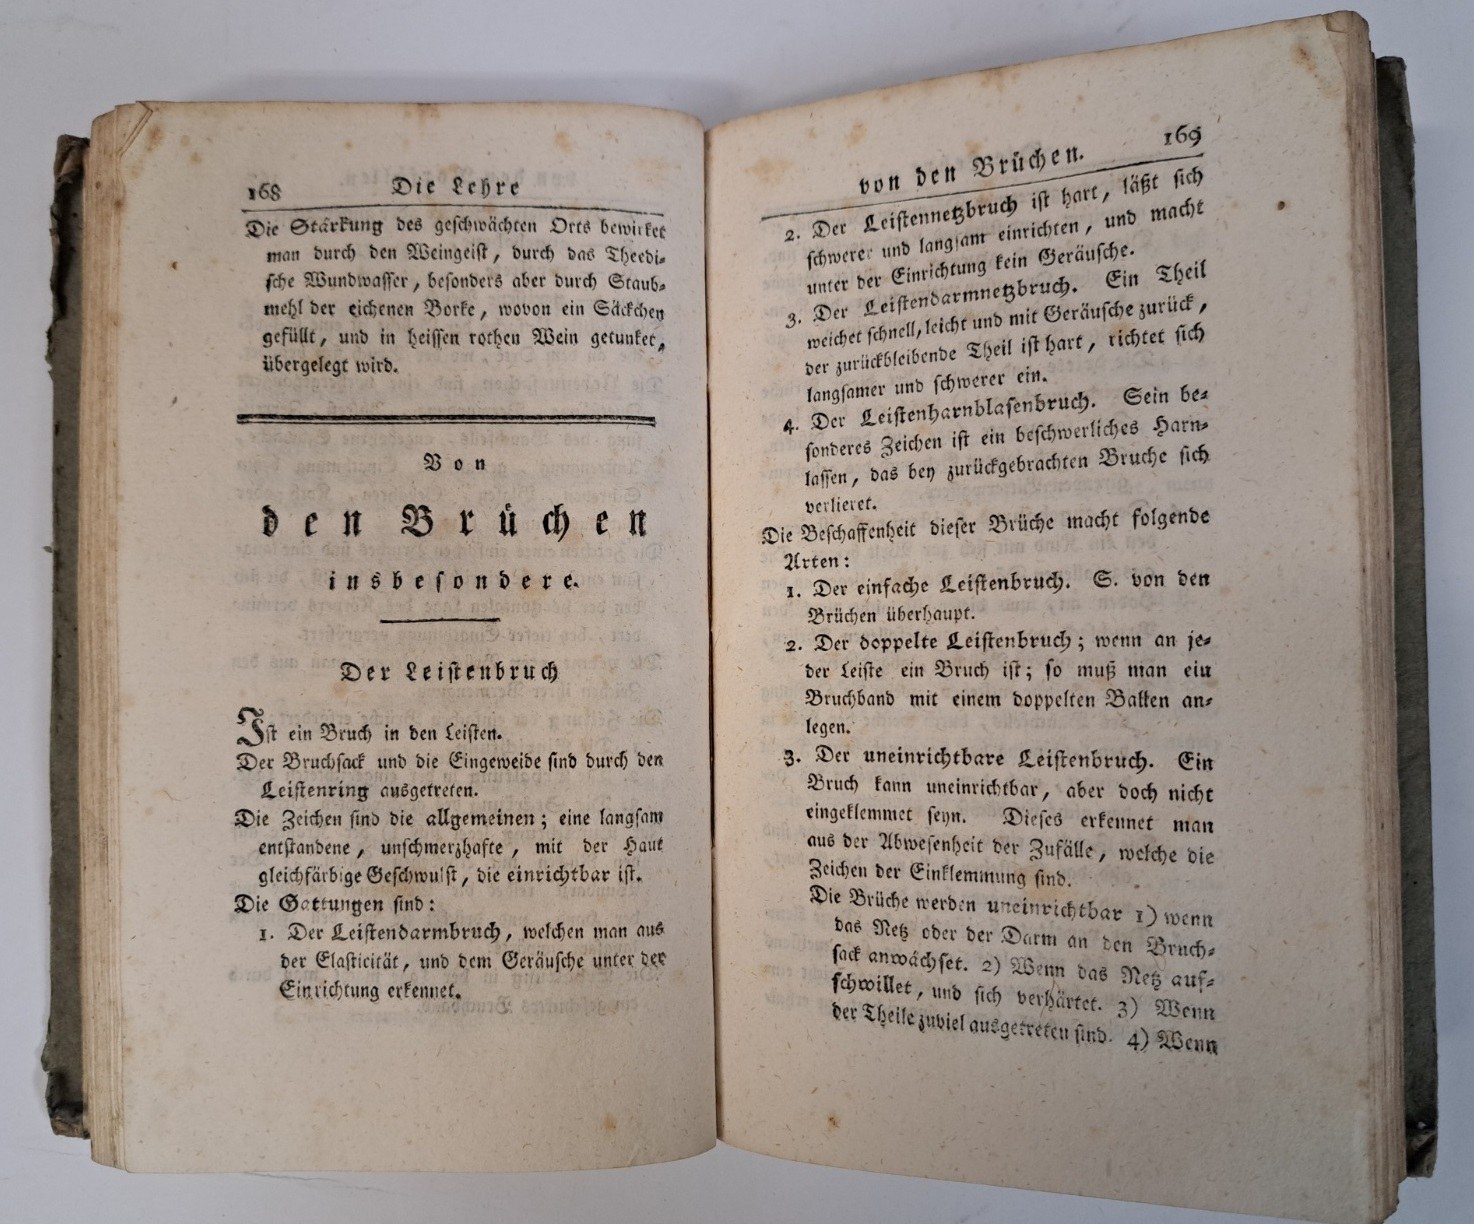 168 Die Lehre
Die Stärkung des geschwächten Orts bewirket
man durch den Weingeist, durch das Theedi-
sche Wundwasser, besonders aber durch Staub-
mehl der eichenen Borke, wovon ein Säckchen
gefüllt, und in heissen rothen Wein getunket,
übergelegt wird.
Von
den Brüchen
insbesondere.
Der Leistenbruch
Ist ein Bruch in den Leisten.
Der Bruchsack und die Eingeweide sind durch den
Leistenring ausgetreten.
Die Zeichen sind die allgemeinen; eine langsam
entstandene, unschmerzhafte, mit der Haut
gleichfärbige Geschwulst, die einrichtbar ist.
Die Gattungen sind:
1. Der Leistendarmbruch, welchen man aus
der Elasticität, und dem Geräusche unter der
Einrichtung erkennet.
von den Brüchen. 169
2. Der Leistennetzbruch ist hart, läßt sich
schwerer und langsam einrichten, und macht
unter der Einrichtung kein Geräusche.
3. Der Leistendarmnetzbruch. Ein Theil
weichet schnell, leicht und mit Geräusche zurück,
der zurückbleibende Theil ist hart, richtet sich
langsamer und schwerer ein.
4. Der Leistenharnblasenbruch. Sein be-
sonderes Zeichen ist ein beschwerliches Harn-
lassen, das bey zurückgebrachten Bruche sich
verlieret.
Die Beschaffenheit dieser Brüche macht folgende
Arten:
1. Der einfache Leistenbruch. S. von den
Brüchen überhaupt.
2. Der doppelte Leistenbruch; wenn an je-
der Leiste ein Bruch ist; so muß man ein
Bruchband mit einem doppelten Ballen an-
legen.
3. Der uneinrichtbare Leistenbruch. Ein
Bruch kann uneinrichtbar, aber doch nicht
eingeklemmet seyn. Dieses erkennet man
aus der Abwesenheit der Zufälle, welche die
Zeichen der Einklemmung sind.
Die Brüche werden uneinrichtbar 1) wenn
das Netz oder der Darm an den Bruch-
sack anwächset. 2) Wenn das Netz auf-
schwillet, und sich verhärtet. 3) Wenn
der Theile zuviel ausgetreten sind. 4) Wenn